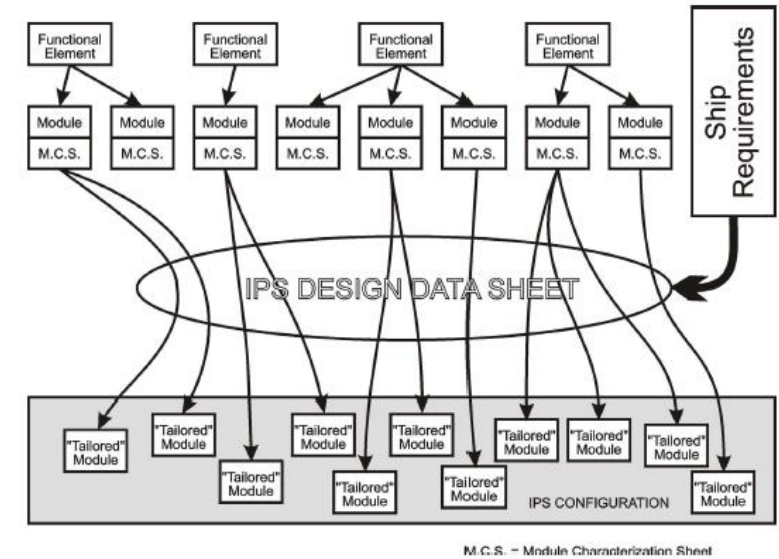 Functional
Element
Functional
Element
Functional
Element
Functional
Element
Ship
Requirements
Module
Module
Module
Module
Module
Module
Module
Module
M.C.S.
M.C.S.
M.C.S.
M.C.S.
M.C.S.
M.C.S.
M.C.S.
M.C.S.
IPS DESIGN DATA SHEET
"Tailored"
Module
"Tailored"
Module
"Tailored"
Module
"Tailored"
Module
"Tailored"
Module
"Tailored"
Module
"Tailored"
Module
"Tailored"
Module
"Tailored"
Module
"Tailored"
Module
"Tailored"
Module
IPS CONFIGURATION
M.C.S. = Module Characterization Sheet